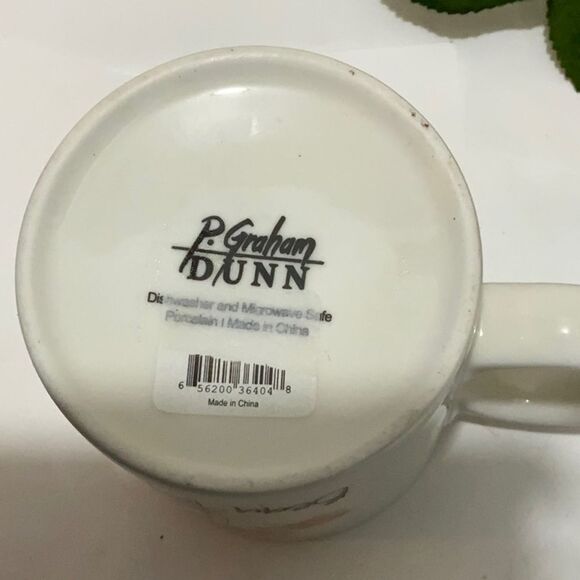 P. Graham
DUNN
Dishwasher and Microwave Safe
Porcelain | Made in China
6 56200 36404 8
Made in China